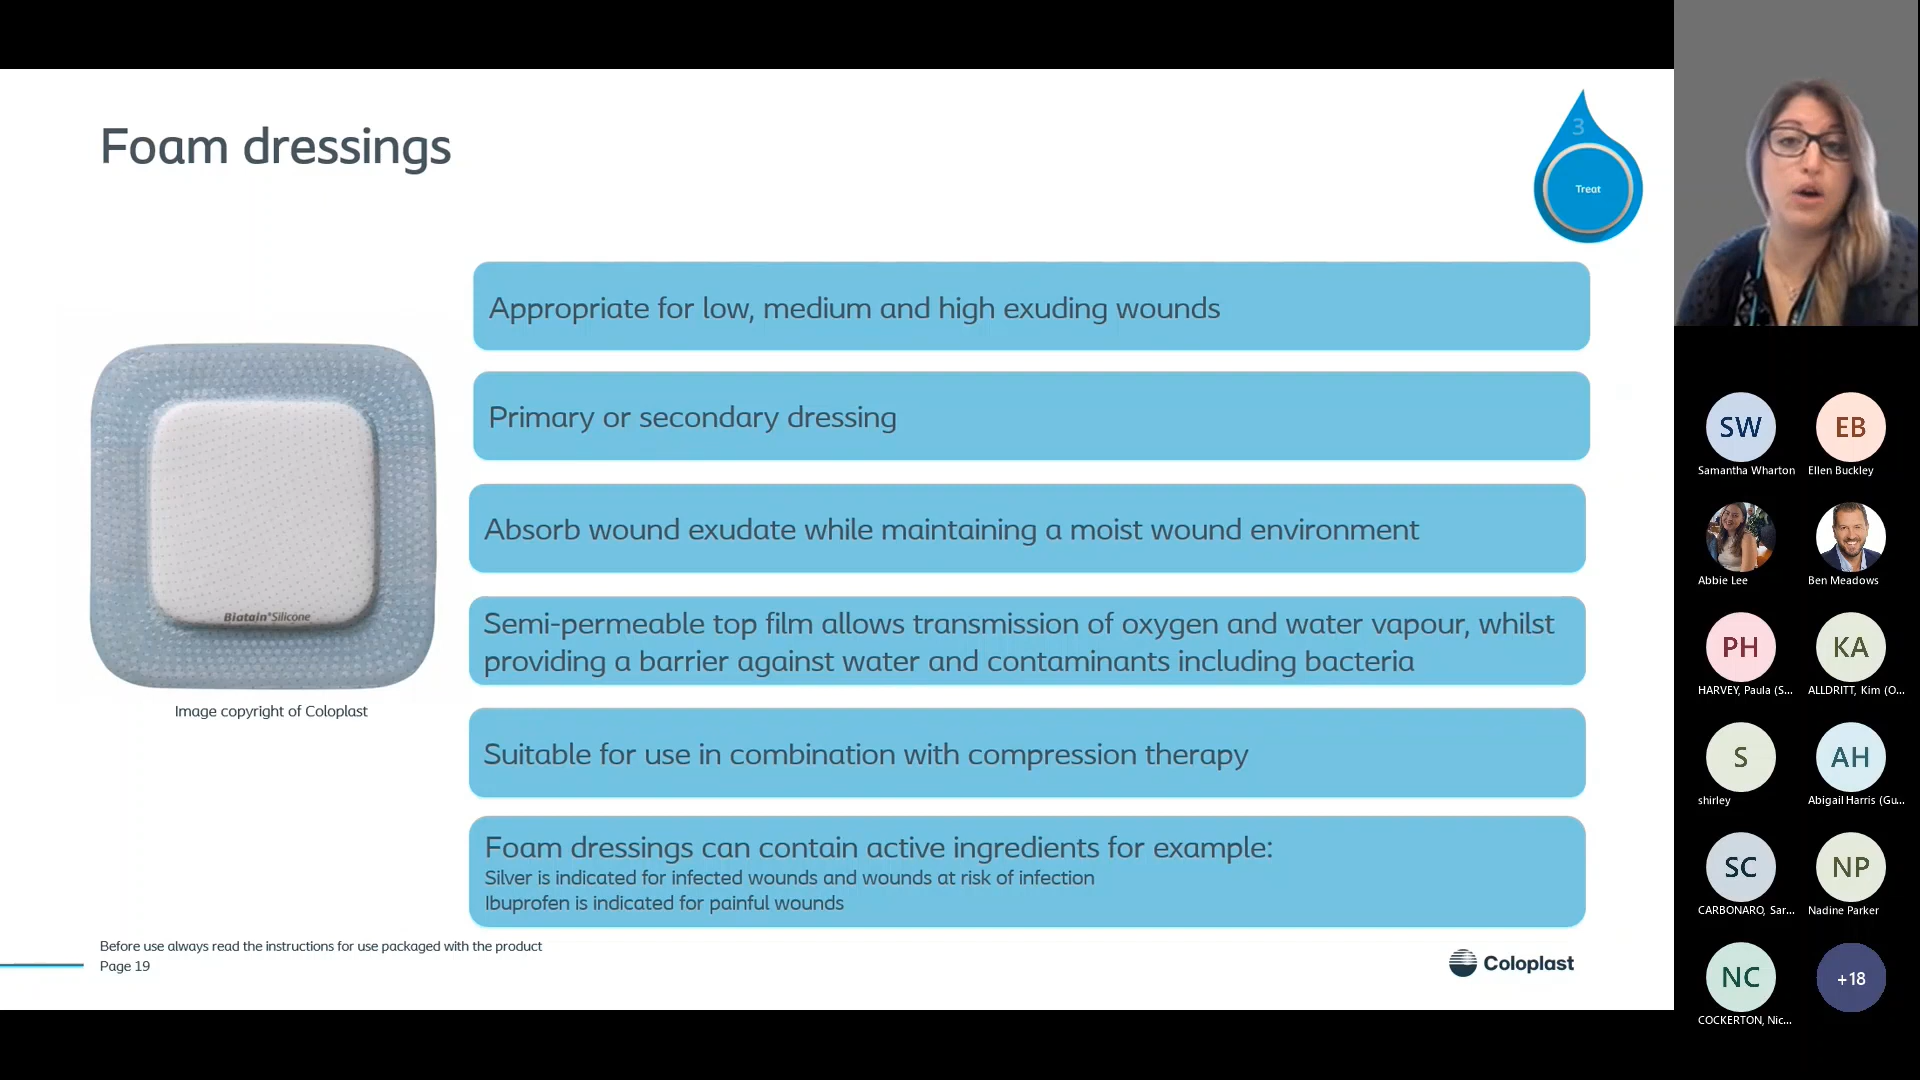 Foam dressings
3
Treat
Appropriate for low, medium and high exuding wounds
Primary or secondary dressing
Absorb wound exudate while maintaining a moist wound environment
Semi-permeable top film allows transmission of oxygen and water vapour, whilst
providing a barrier against water and contaminants including bacteria
Suitable for use in combination with compression therapy
Foam dressings can contain active ingredients for example:
Silver is indicated for infected wounds and wounds at risk of infection
Ibuprofen is indicated for painful wounds
Biatain® Silicone
Image copyright of Coloplast
Before use always read the instructions for use packaged with the product
Page 19
Coloplast
SW
Samantha Wharton
EB
Ellen Buckley
Abbie Lee
Ben Meadows
PH
HARVEY, Paula (S...
KA
ALLDRITT, Kim (O...
S
shirley
AH
Abigail Harris (Gu...
SC
CARBONARO, Sar...
NP
Nadine Parker
NC
COCKERTON, Nic...
+18